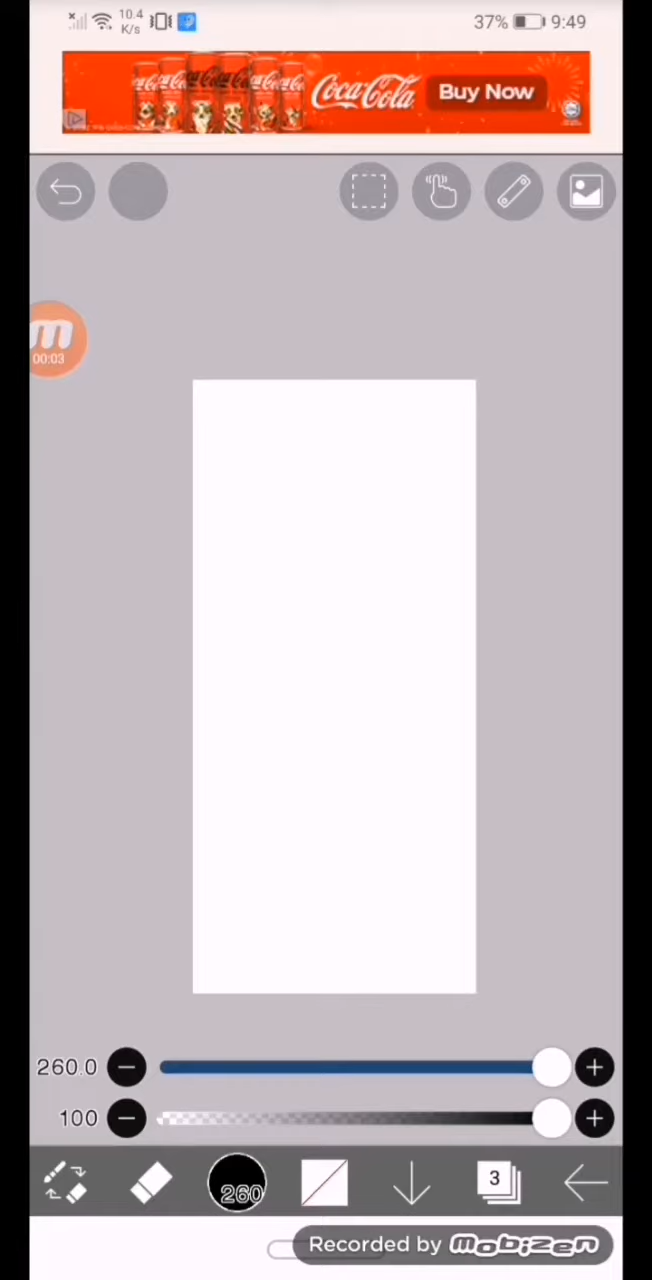 10.4
K/s
37% 9:49
Coca-Cola Buy Now
00:03
260.0
100
260
3
Recorded by mobizen